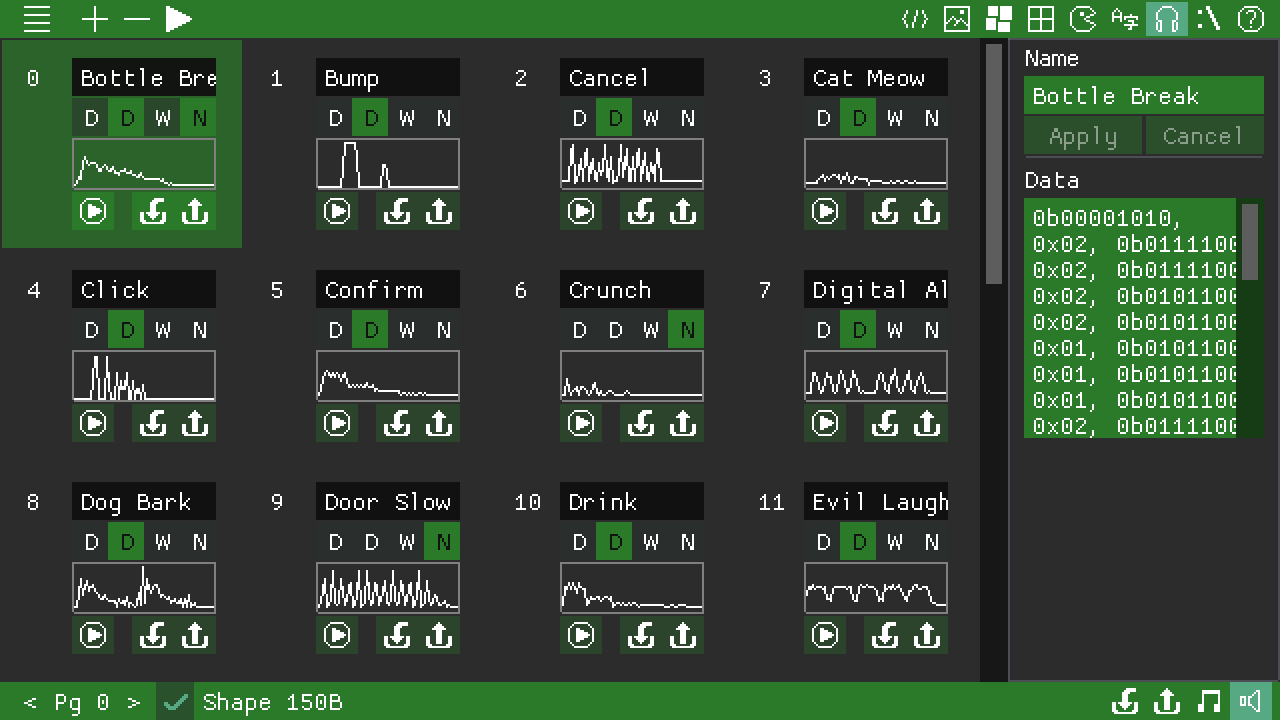 </> A字 :\ ?
0 Bottle Bre 1 Bump 2 Cancel 3 Cat Meow
D D W N D D W N D D W N D D W N
4 Click 5 Confirm 6 Crunch 7 Digital Al
D D W N D D W N D D W N D D W N
8 Dog Bark 9 Door Slow 10 Drink 11 Evil Laugh
D D W N D D W N D D W N D D W N
Name
Bottle Break
Apply Cancel
Data
0b00001010,
0x02, 0b0111100
0x02, 0b0111100
0x02, 0b0101100
0x02, 0b0101100
0x01, 0b0101100
0x01, 0b0101100
0x01, 0b0101100
0x02, 0b0111100
< Pg 0 > Shape 150B